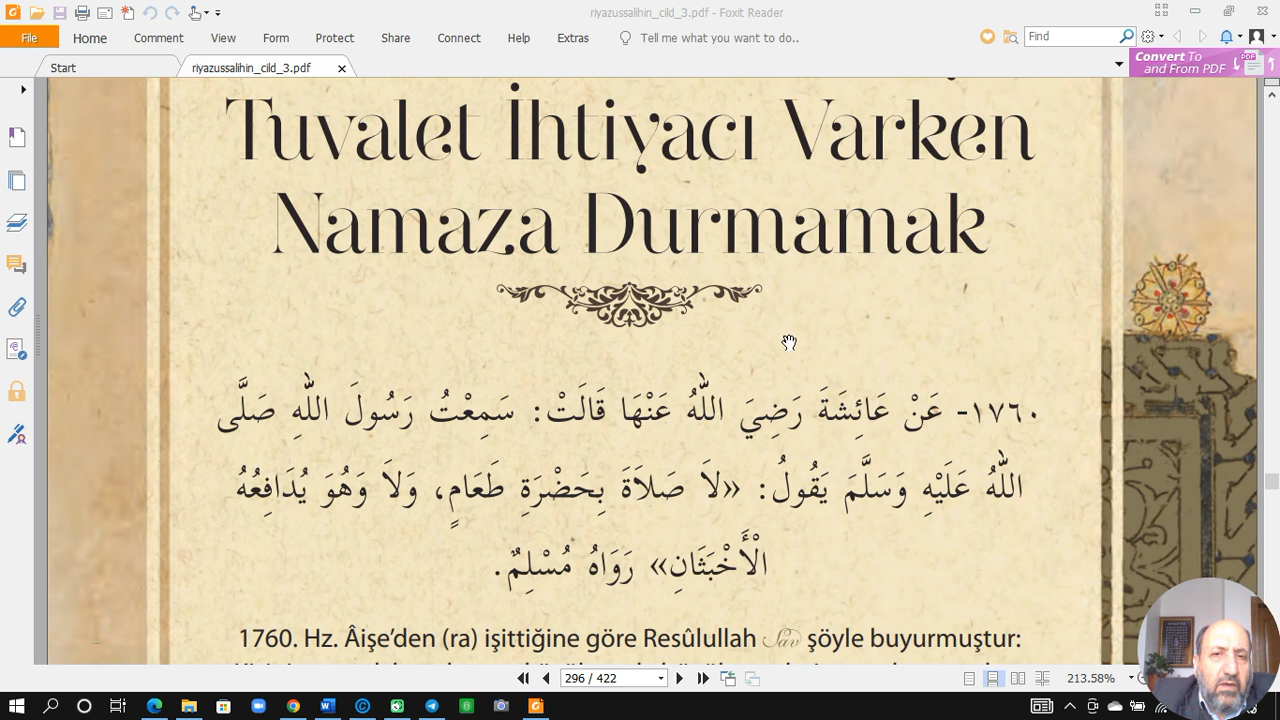 riyazussalihin_cild_3.pdf - Foxit Reader
File Home Comment View Form Protect Share Connect Help Extras Tell me what you want to do.. Find
Start riyazussalihin_cild_3.pdf
Convert To
and From PDF
PDF
Tuvalet İhtiyacı Varken
Namaza Durmamak
١٧٦٠- عَنْ عَائِشَةَ رَضِيَ اللّٰهُ عَنْهَا قَالَتْ: سَمِعْتُ رَسُولَ اللّٰهِ صَلَّى
اللّٰهُ عَلَيْهِ وَسَلَّمَ يَقُولُ: «لَا صَلَاةَ بِحَضْرَةِ طَعَامٍ، وَلَا وَهُوَ يُدَافِعُهُ
الْأَخْبَثَانِ» رَوَاهُ مُسْلِمٌ.
1760. Hz. Âişe’den (ra) işittiğine göre Resûlullah Sav şöyle buyurmuştur:
296 / 422
213.58%